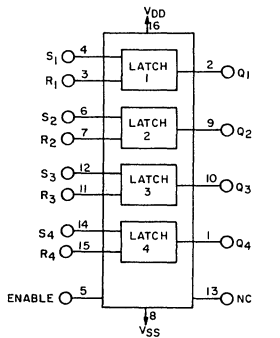 VDD
16
S1 4
R1 3
LATCH 1
2 Q1
S2 6
R2 7
LATCH 2
9 Q2
S3 12
R3 11
LATCH 3
10 Q3
S4 14
R4 15
LATCH 4
1 Q4
ENABLE 5
13 NC
8
VSS